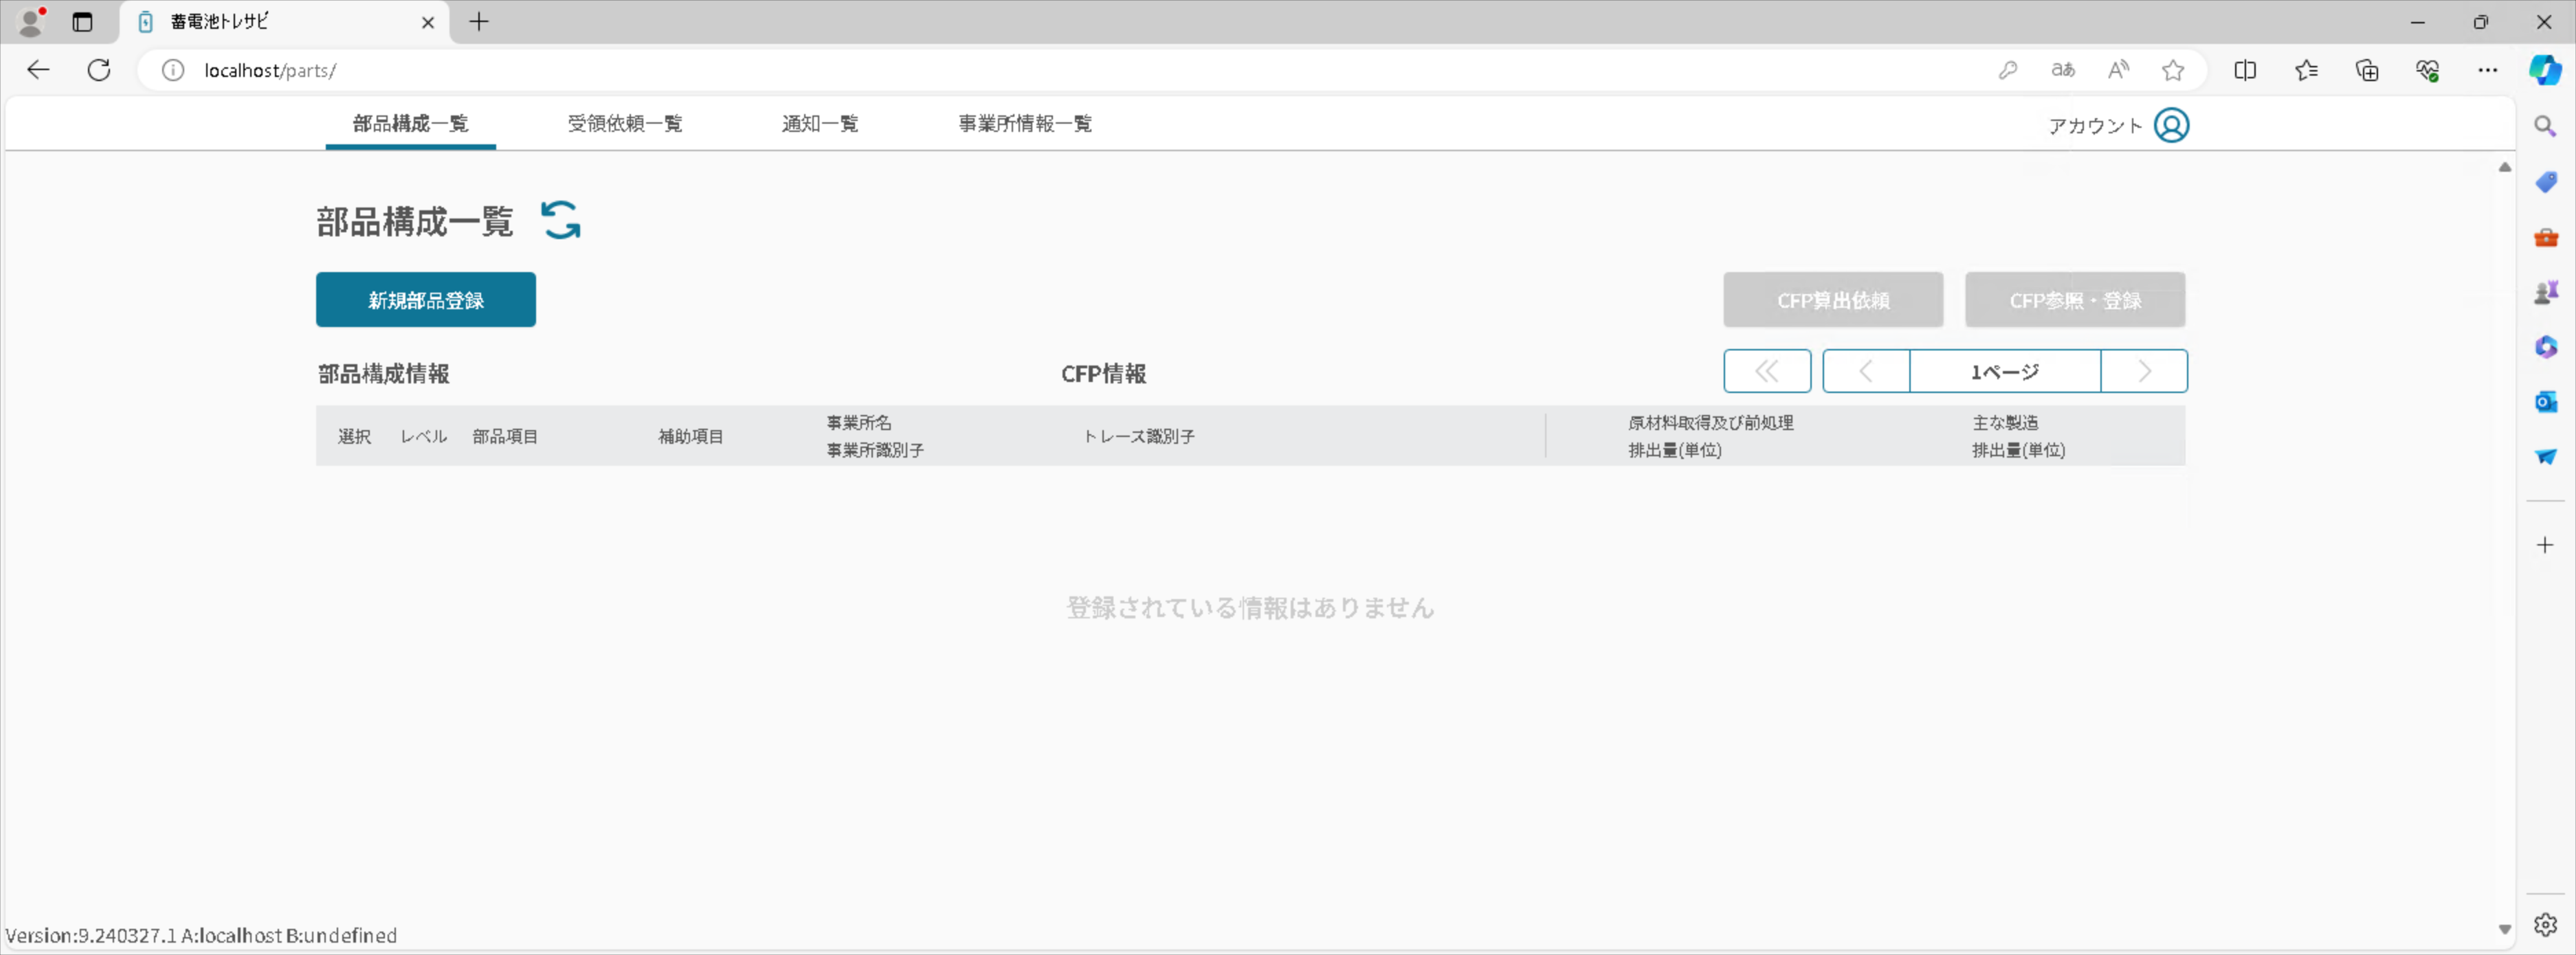 蓄電池トレサビ
localhost/parts/
部品構成一覧 受領依頼一覧 通知一覧 事業所情報一覧 アカウント
部品構成一覧
新規部品登録 CFP算出依頼 CFP参照・登録
部品構成情報 CFP情報 1ページ
選択 レベル 部品項目 補助項目 事業所名 トレース識別子 原材料取得及び前処理 主な製造
事業所識別子 排出量(単位) 排出量(単位)
登録されている情報はありません
Version:9.240327.1 A:localhost B:undefined